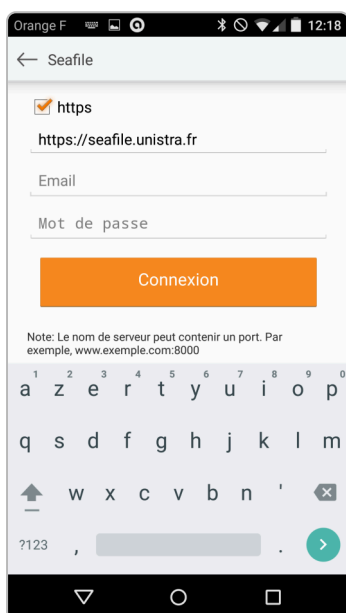 Orange F 12:18
Seafile
https
https://seafile.unistra.fr
Email
Mot de passe
Connexion
Note: Le nom de serveur peut contenir un port. Par
exemple, www.exemple.com:8000
1 2 3 4 5 6 7 8 9 0
a z e r t y u i o p
q s d f g h j k l m
w x c v b n '
?123 , .